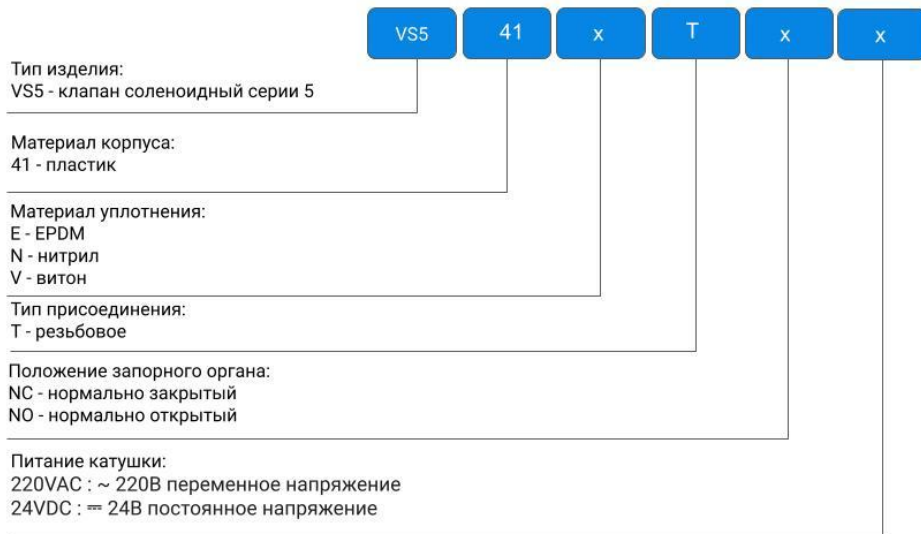 VS5 41 x T x x
Тип изделия:
VS5 - клапан соленоидный серии 5
Материал корпуса:
41 - пластик
Материал уплотнения:
E - EPDM
N - нитрил
V - витон
Тип присоединения:
T - резьбовое
Положение запорного органа:
NC - нормально закрытый
NO - нормально открытый
Питание катушки:
220VAC : ~ 220В переменное напряжение
24VDC : ⎓ 24В постоянное напряжение